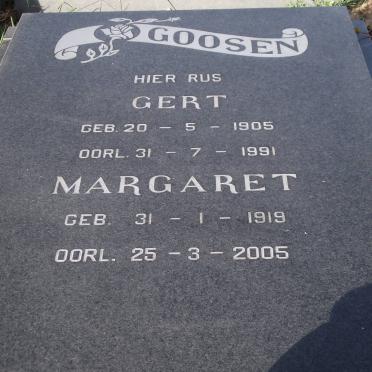 GOOSEN
HIER RUS
GERT
GEB. 20 - 5 - 1905
OORL. 31 - 7 - 1991
MARGARET
GEB. 31 - 1 - 1919
OORL. 25 - 3 - 2005